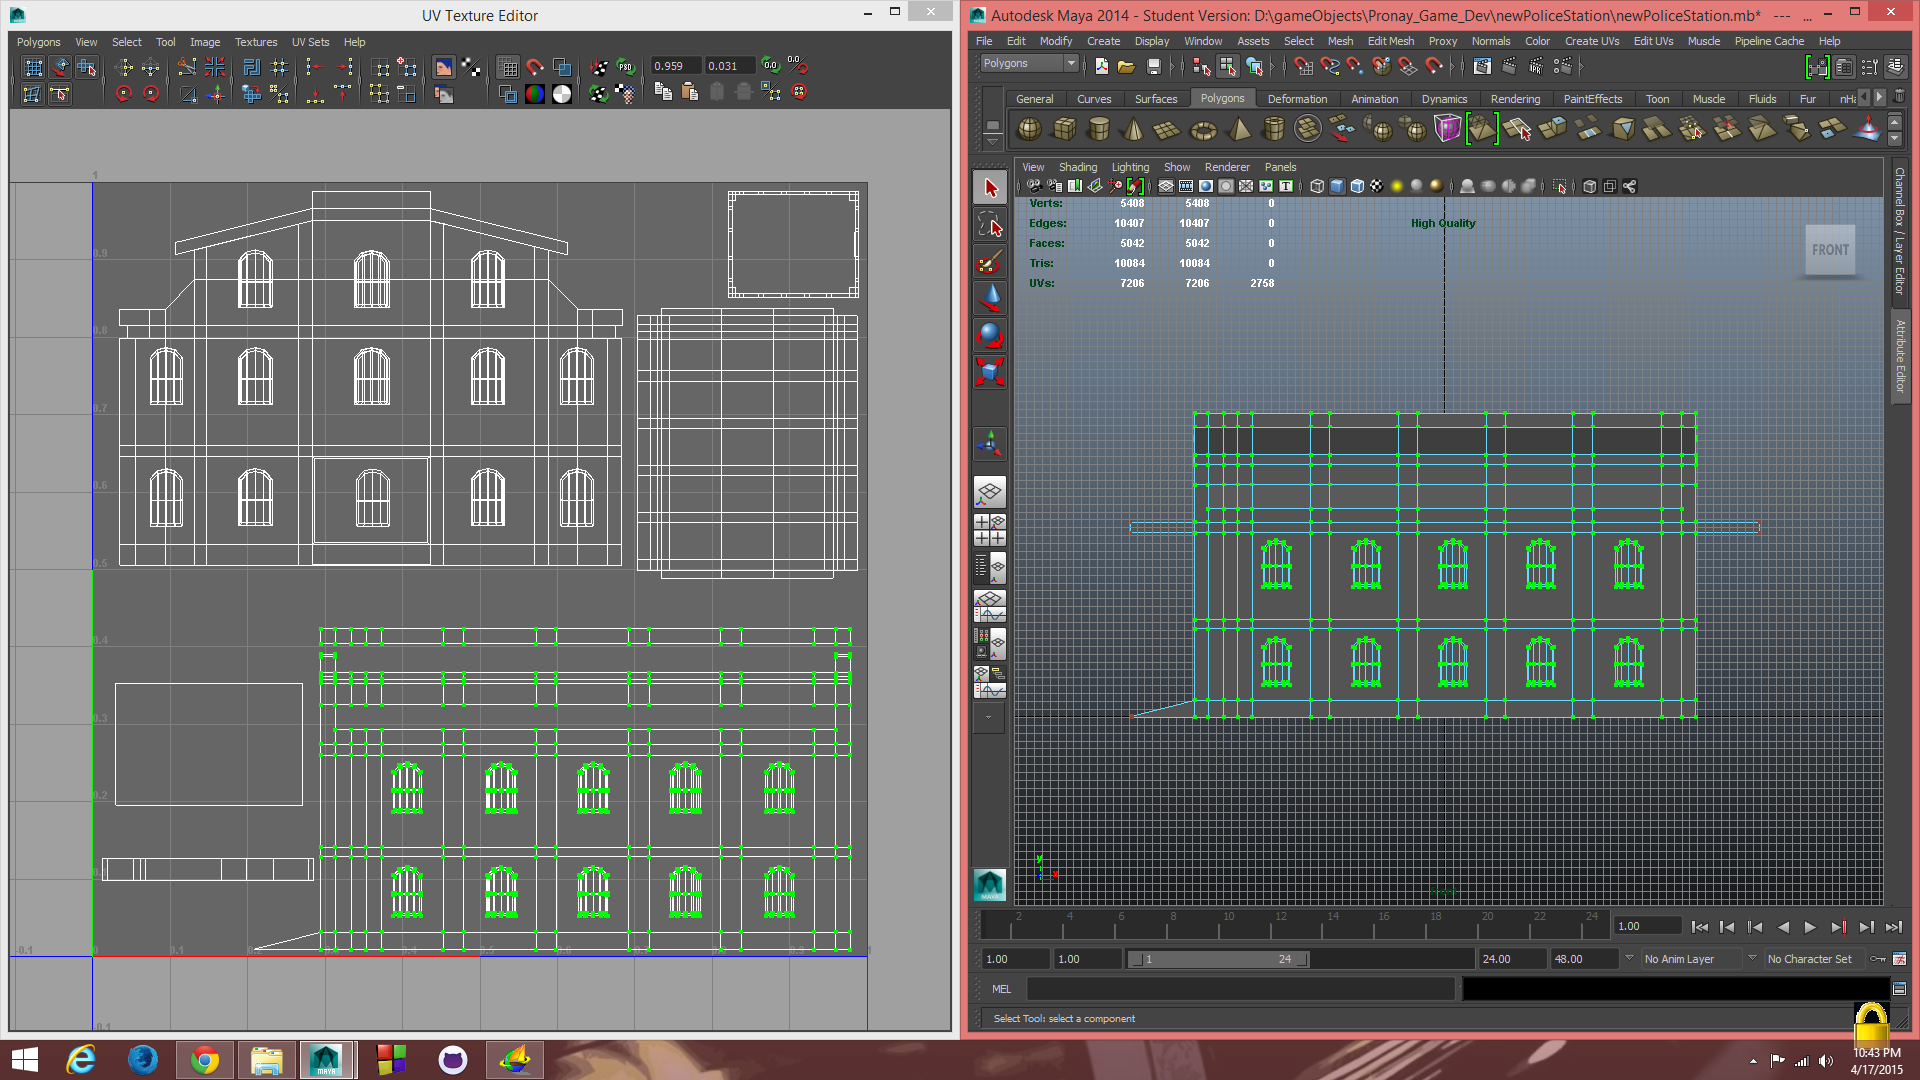 UV Texture Editor
Polygons View Select Tool Image Textures UV Sets Help
0.959 0.031 0.0 0.0
1
0.9
0.8
0.7
0.6
0.5
0.4
0.3
0.2
-0.1 0 0.1 0.2 1
Autodesk Maya 2014 - Student Version: D:\gameObjects\Pronay_Game_Dev\newPoliceStation\newPoliceStation.mb* --- ...
File Edit Modify Create Display Window Assets Select Mesh Edit Mesh Proxy Normals Color Create UVs Edit UVs Muscle Pipeline Cache Help
Polygons
General Curves Surfaces Polygons Deformation Animation Dynamics Rendering PaintEffects Toon Muscle Fluids Fur nHa
View Shading Lighting Show Renderer Panels
Verts: 5408 5408 0
Edges: 10407 10407 0
Faces: 5042 5042 0
Tris: 10084 10084 0
UVs: 7206 7206 2758
High Quality
FRONT
Channel Box / Layer Editor
Attribute Editor
y
x
2 4 6 8 10 12 14 16 18 20 22 24
1.00
1.00 1.00 1 24 24.00 48.00 No Anim Layer No Character Set
MEL
Select Tool: select a component
MAYA
10:43 PM
4/17/2015